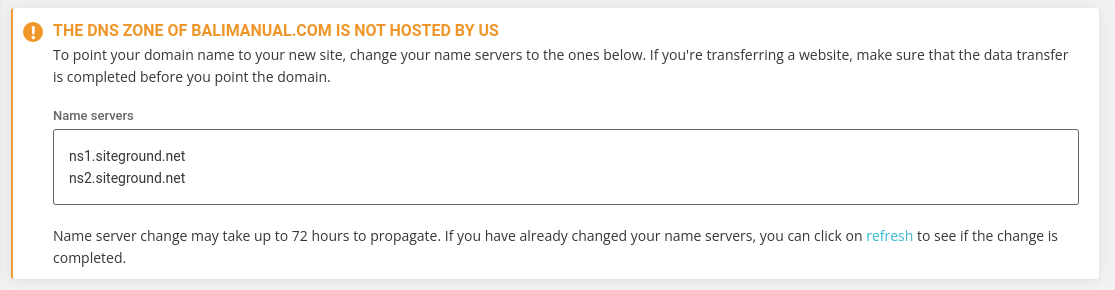 THE DNS ZONE OF BALIMANUAL.COM IS NOT HOSTED BY US
To point your domain name to your new site, change your name servers to the ones below. If you're transferring a website, make sure that the data transfer
is completed before you point the domain.
Name servers
ns1.siteground.net
ns2.siteground.net
Name server change may take up to 72 hours to propagate. If you have already changed your name servers, you can click on refresh to see if the change is
completed.